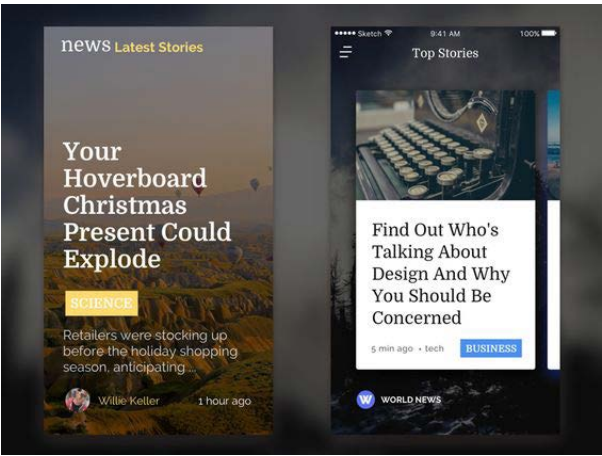 news Latest Stories
Your
Hoverboard
Christmas
Present Could
Explode
SCIENCE
Retailers were stocking up
before the holiday shopping
season, anticipating ...
Willie Keller
1 hour ago
Sketch
9:41 AM
100%
Top Stories
Find Out Who's
Talking About
Design And Why
You Should Be
Concerned
5 min ago • tech
BUSINESS
W WORLD NEWS